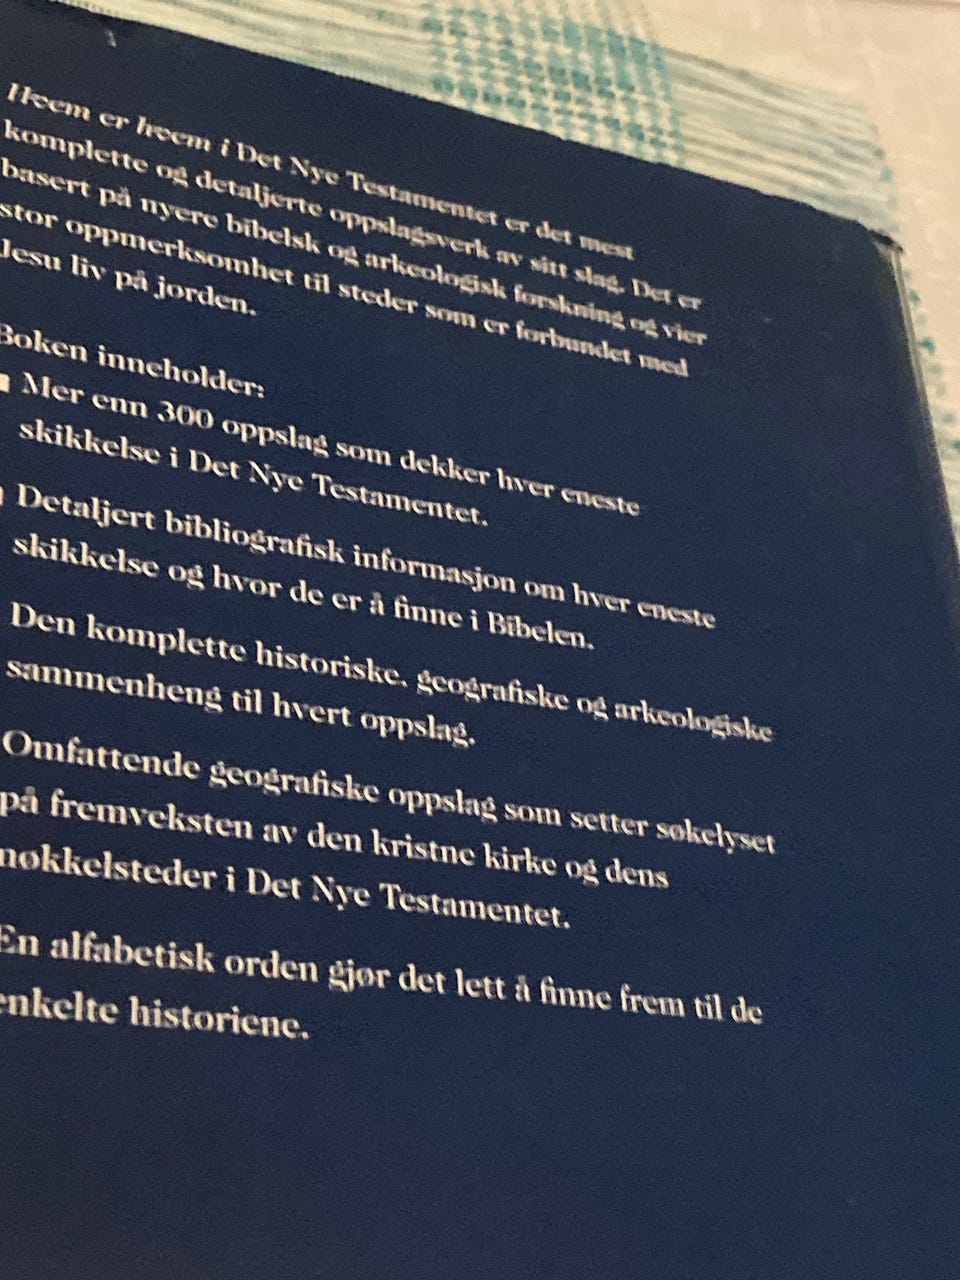 Hvem er hvem i Det Nye Testamentet er det mest
komplette og detaljerte oppslagsverk av sitt slag. Det er
basert på nyere bibelsk og arkeologisk forskning og vier
stor oppmerksomhet til steder som er forbundet med
Jesu liv på jorden.
Boken inneholder:
Mer enn 300 oppslag som dekker hver eneste
skikkelse i Det Nye Testamentet.
Detaljert bibliografisk informasjon om hver eneste
skikkelse og hvor de er å finne i Bibelen.
Den komplette historiske, geografiske og arkeologiske
sammenheng til hvert oppslag.
Omfattende geografiske oppslag som setter søkelyset
på fremveksten av den kristne kirke og dens
nøkkelsteder i Det Nye Testamentet.
En alfabetisk orden gjør det lett å finne frem til de
enkelte historiene.